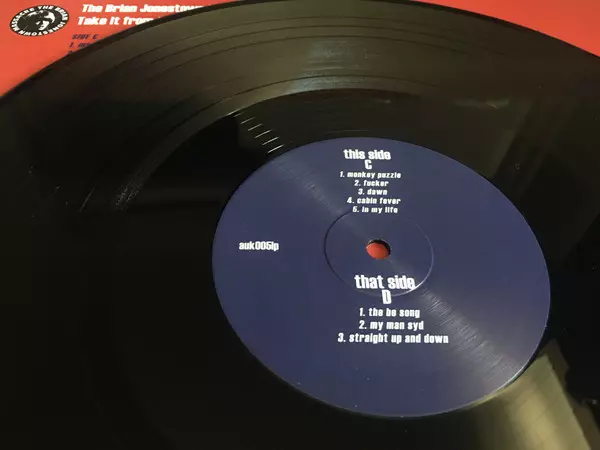 The Brian Jonestown
Take it from
SIDE C
this side
C
1. monkey puzzle
2. fucker
3. dawn
4. cabin fever
5. in my life
auk005lp
that side
D
1. the be song
2. my man syd
3. straight up and down